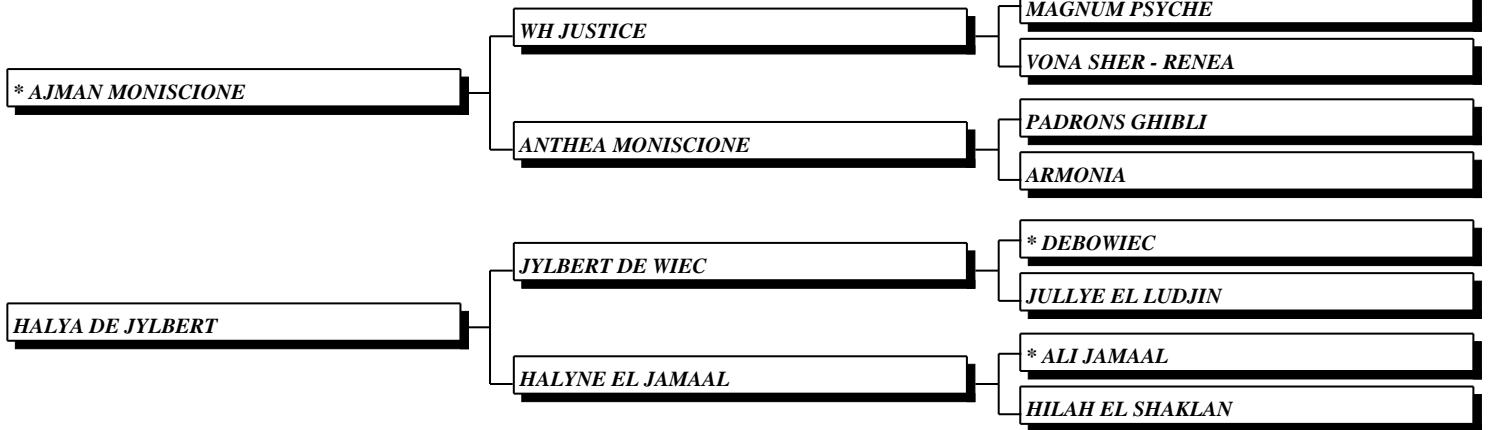 MAGNUM PSYCHE
WH JUSTICE
VONA SHER - RENEA
* AJMAN MONISCIONE
PADRONS GHIBLI
ANTHEA MONISCIONE
ARMONIA
* DEBOWIEC
JYLBERT DE WIEC
JULLYE EL LUDJIN
HALYA DE JYLBERT
* ALI JAMAAL
HALYNE EL JAMAAL
HILAH EL SHAKLAN